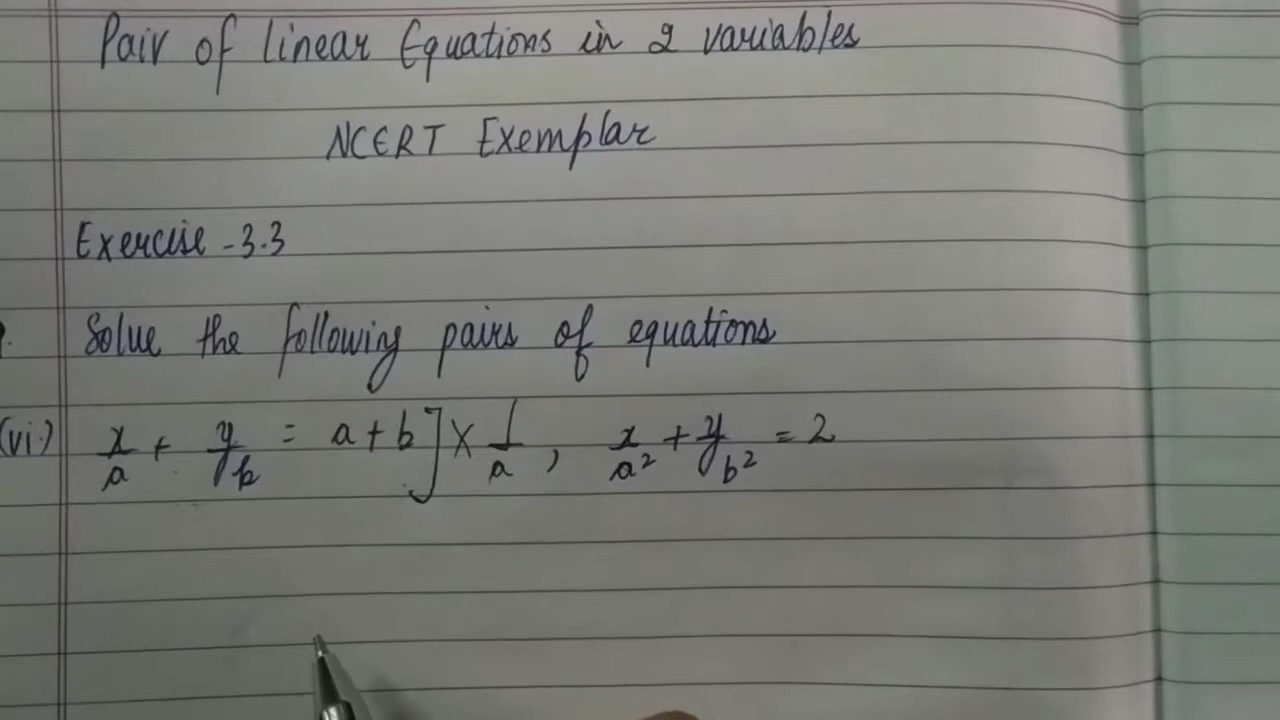 Pair of linear Equations in 2 variables
NCERT Exemplar
Exercise - 3.3
Solve the following pairs of equations
(vi) x/a + y/b = a + b] × 1/a , x/a² + y/b² = 2